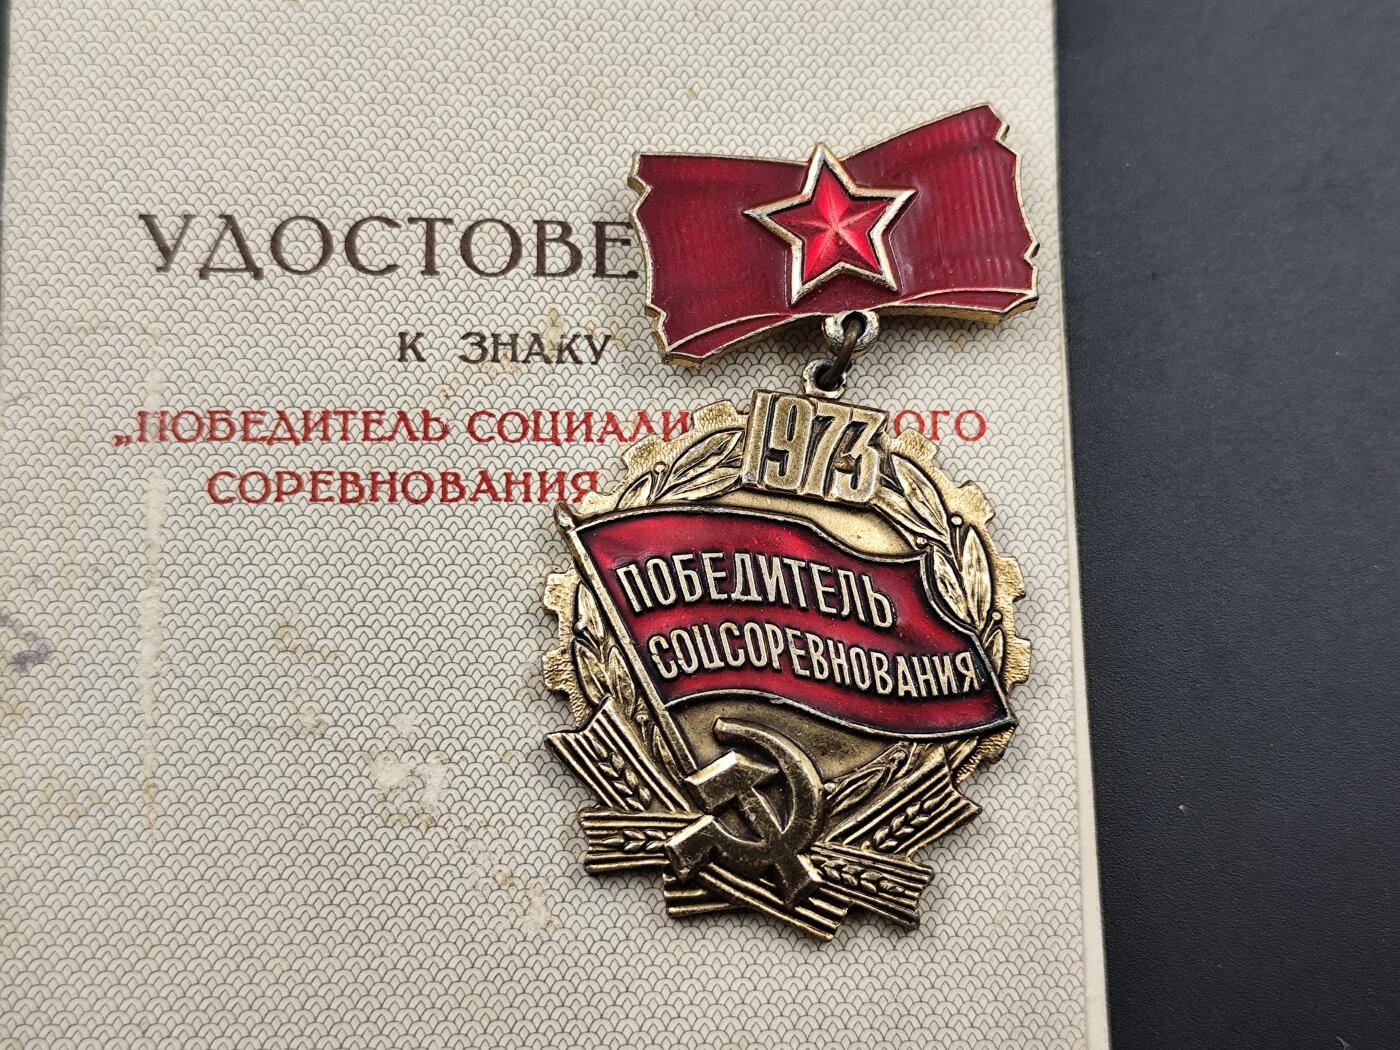 УДОСТОВЕ
К ЗНАКУ
„ПОБЕДИТЕЛЬ СОЦИАЛИ ОГО
СОРЕВНОВАНИЯ
1973
ПОБЕДИТЕЛЬ
СОЦСОРЕВНОВАНИЯ